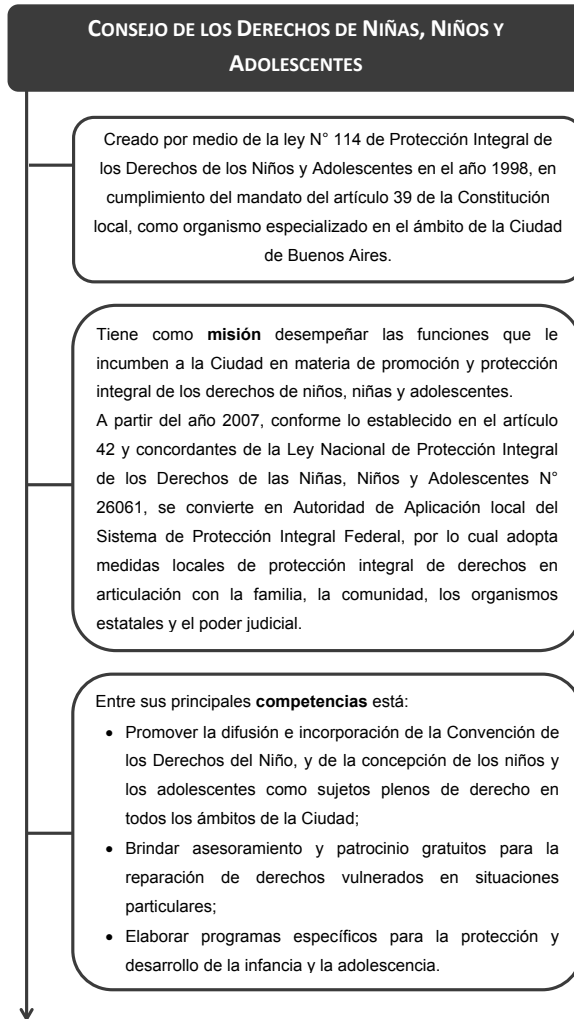 CONSEJO DE LOS DERECHOS DE NIÑAS, NIÑOS Y
ADOLESCENTES
Creado por medio de la ley N° 114 de Protección Integral de
los Derechos de los Niños y Adolescentes en el año 1998, en
cumplimiento del mandato del artículo 39 de la Constitución
local, como organismo especializado en el ámbito de la Ciudad
de Buenos Aires.
Tiene como misión desempeñar las funciones que le
incumben a la Ciudad en materia de promoción y protección
integral de los derechos de niños, niñas y adolescentes.
A partir del año 2007, conforme lo establecido en el artículo
42 y concordantes de la Ley Nacional de Protección Integral
de los Derechos de las Niñas, Niños y Adolescentes N°
26061, se convierte en Autoridad de Aplicación local del
Sistema de Protección Integral Federal, por lo cual adopta
medidas locales de protección integral de derechos en
articulación con la familia, la comunidad, los organismos
estatales y el poder judicial.
Entre sus principales competencias está:
• Promover la difusión e incorporación de la Convención de
los Derechos del Niño, y de la concepción de los niños y
los adolescentes como sujetos plenos de derecho en
todos los ámbitos de la Ciudad;
• Brindar asesoramiento y patrocinio gratuitos para la
reparación de derechos vulnerados en situaciones
particulares;
• Elaborar programas específicos para la protección y
desarrollo de la infancia y la adolescencia.